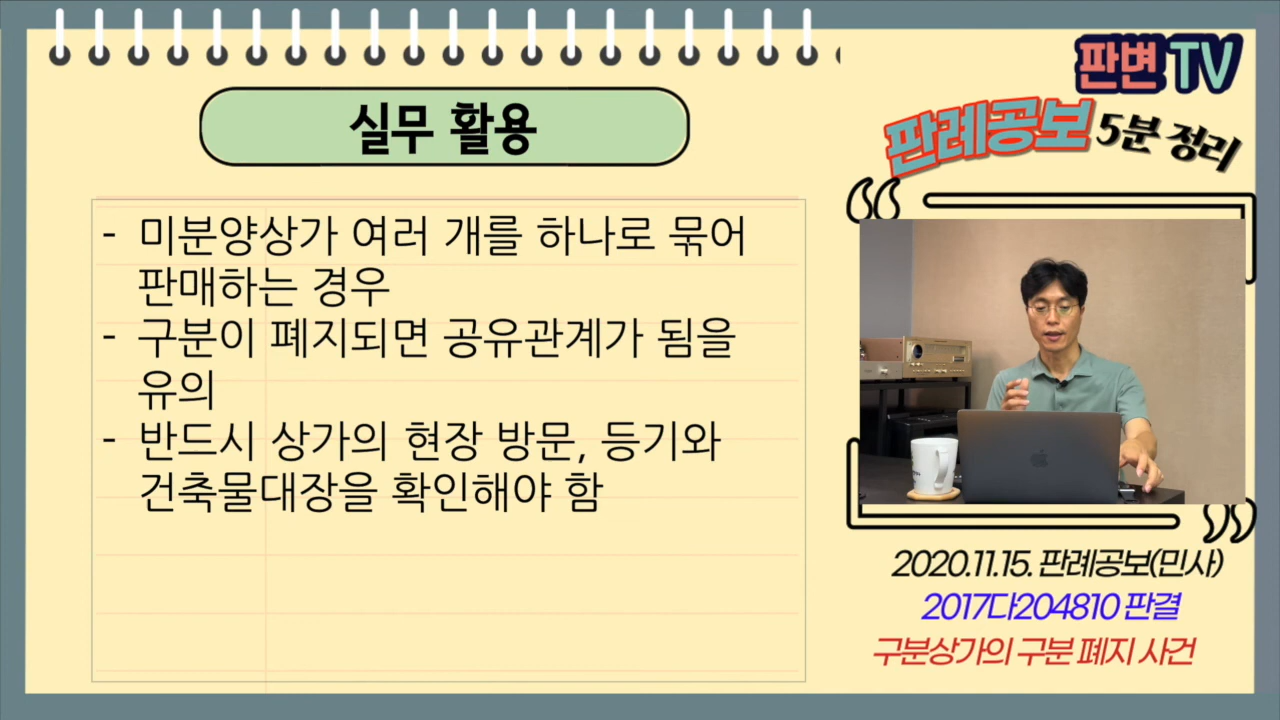 실무 활용
- 미분양상가 여러 개를 하나로 묶어
판매하는 경우
- 구분이 폐지되면 공유관계가 됨을
유의
- 반드시 상가의 현장 방문, 등기와
건축물대장을 확인해야 함
판변TV
판례공보 5분 정리
2020.11.15. 판례공보(민사)
2017다204810 판결
구분상가의 구분 폐지 사건